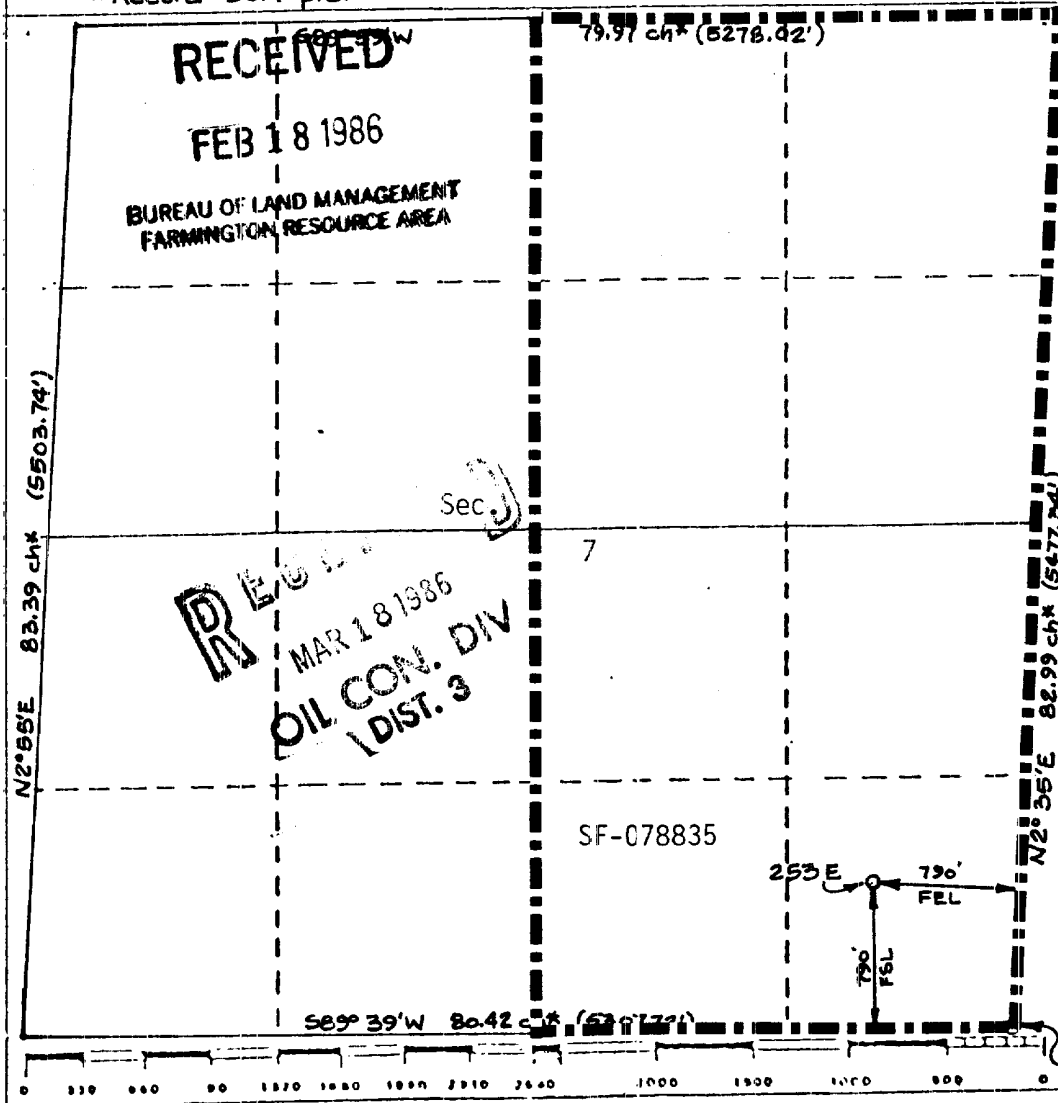 79.97 ch* (5278.02')
RECEIVED
FEB 18 1986
BUREAU OF LAND MANAGEMENT
FARMINGTON RESOURCE AREA
N2°55'E 83.39 ch* (5503.74')
Sec.
7
MAR 18 1986
OIL CON. DIV
DIST. 3
N2°35'E 82.99 ch*
SF-078835
253 E
790'
FEL
790'
FSL
S89° 39'W 80.42
0 330 660 90 1320 1650 1980 2310 2640 2000 1500 1000 500 0